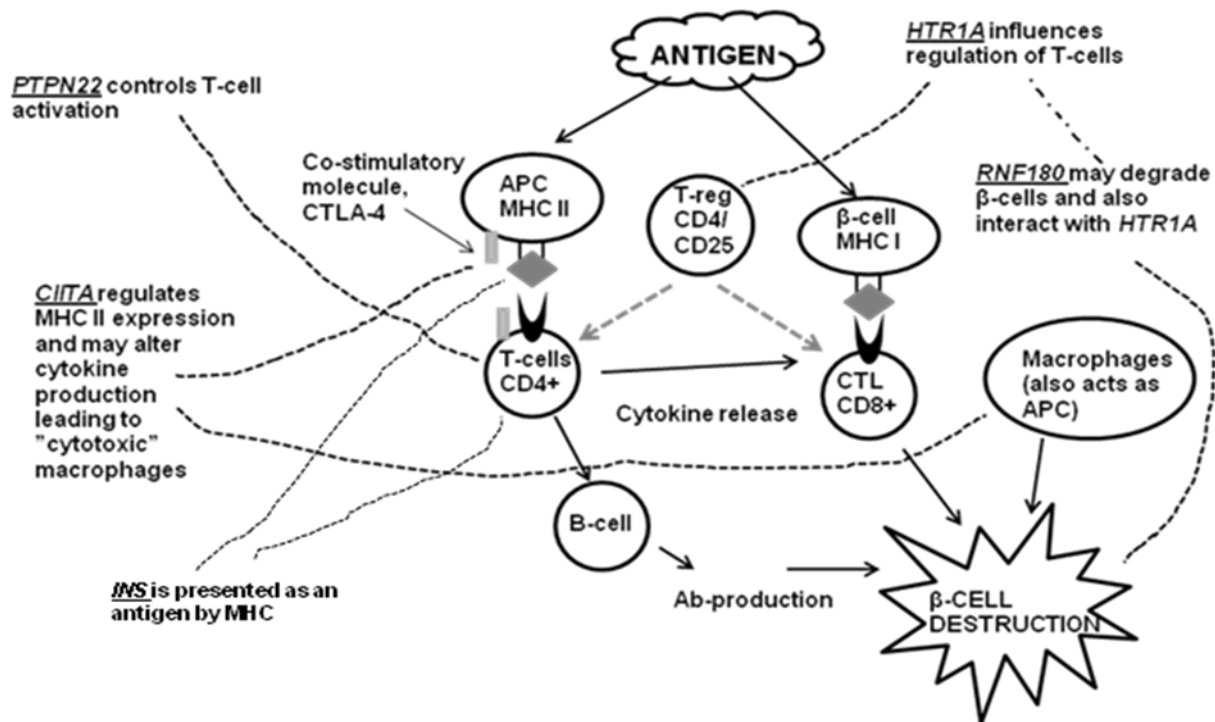 ANTIGEN
HTR1A influences
regulation of T-cells
PTPN22 controls T-cell
activation
Co-stimulatory
molecule,
CTLA-4
APC
MHC II
T-reg
CD4/
CD25
β-cell
MHC I
RNF180 may degrade
β-cells and also
interact with HTR1A
CIITA regulates
MHC II expression
and may alter
cytokine
production
leading to
"cytotoxic"
macrophages
T-cells
CD4+
Cytokine release
CTL
CD8+
Macrophages
(also acts as
APC)
B-cell
INS is presented as an
antigen by MHC
Ab-production
β-CELL
DESTRUCTION